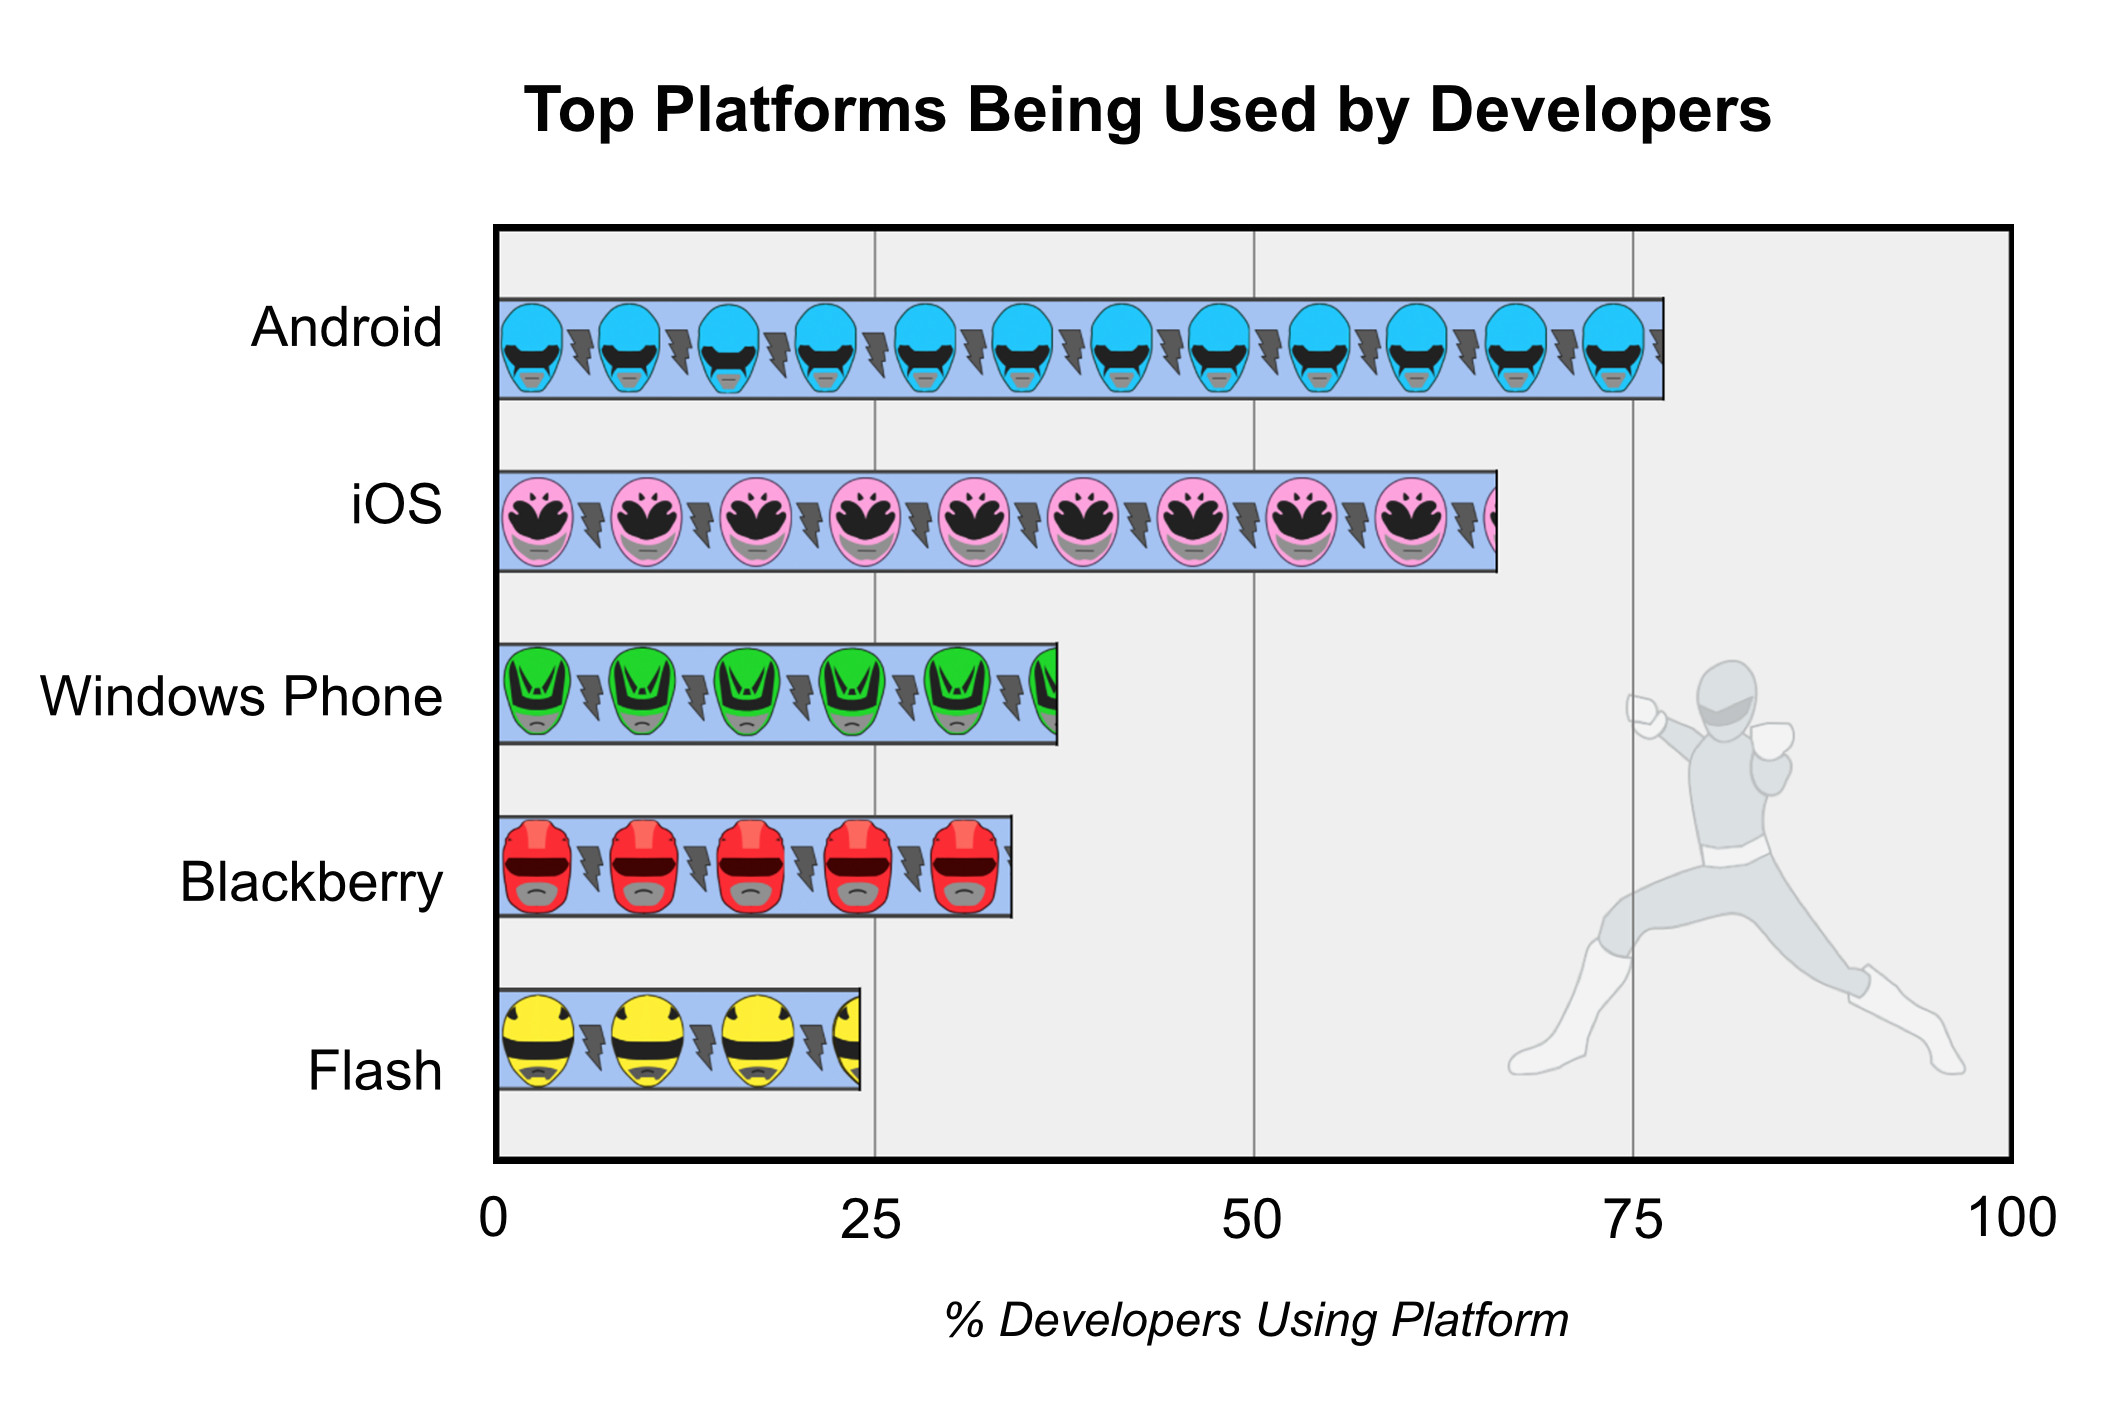 Top Platforms Being Used by Developers
Android
iOS
Windows Phone
Blackberry
Flash
0 25 50 75 100
% Developers Using Platform